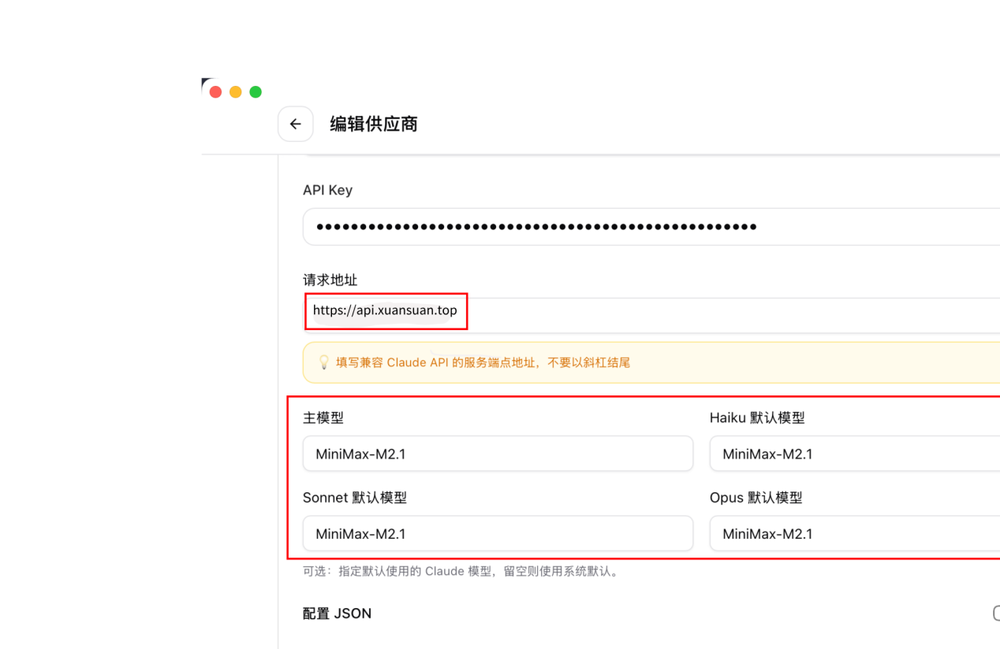 编辑供应商
API Key
••••••••••••••••••••••••••••••••••••••••••••••••••••
请求地址
https://api.xuansuan.top
💡 填写兼容 Claude API 的服务端点地址，不要以斜杠结尾
主模型
Haiku 默认模型
MiniMax-M2.1
MiniMax-M2.1
Sonnet 默认模型
Opus 默认模型
MiniMax-M2.1
MiniMax-M2.1
可选：指定默认使用的 Claude 模型，留空则使用系统默认。
配置 JSON